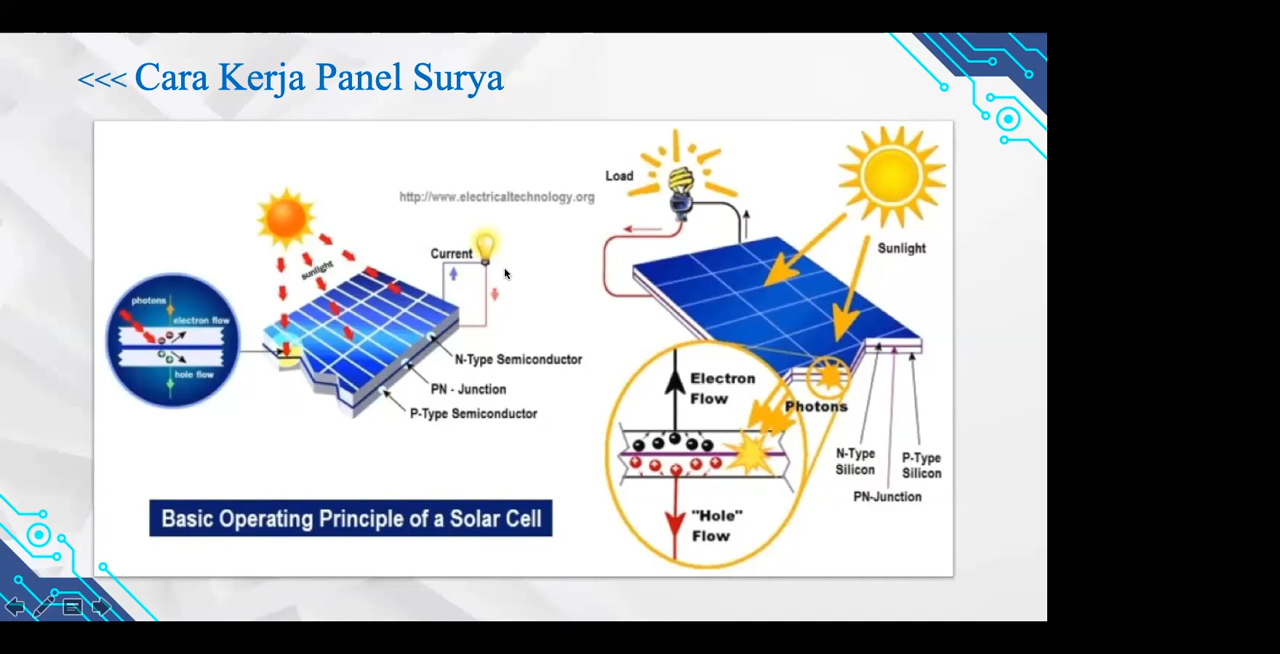 <<< Cara Kerja Panel Surya
http://www.electricaltechnology.org
Current
sunlight
photons
electron flow
hole flow
N-Type Semiconductor
PN - Junction
P-Type Semiconductor
Basic Operating Principle of a Solar Cell
Load
Sunlight
Electron
Flow
Photons
"Hole"
Flow
N-Type
Silicon
P-Type
Silicon
PN-Junction